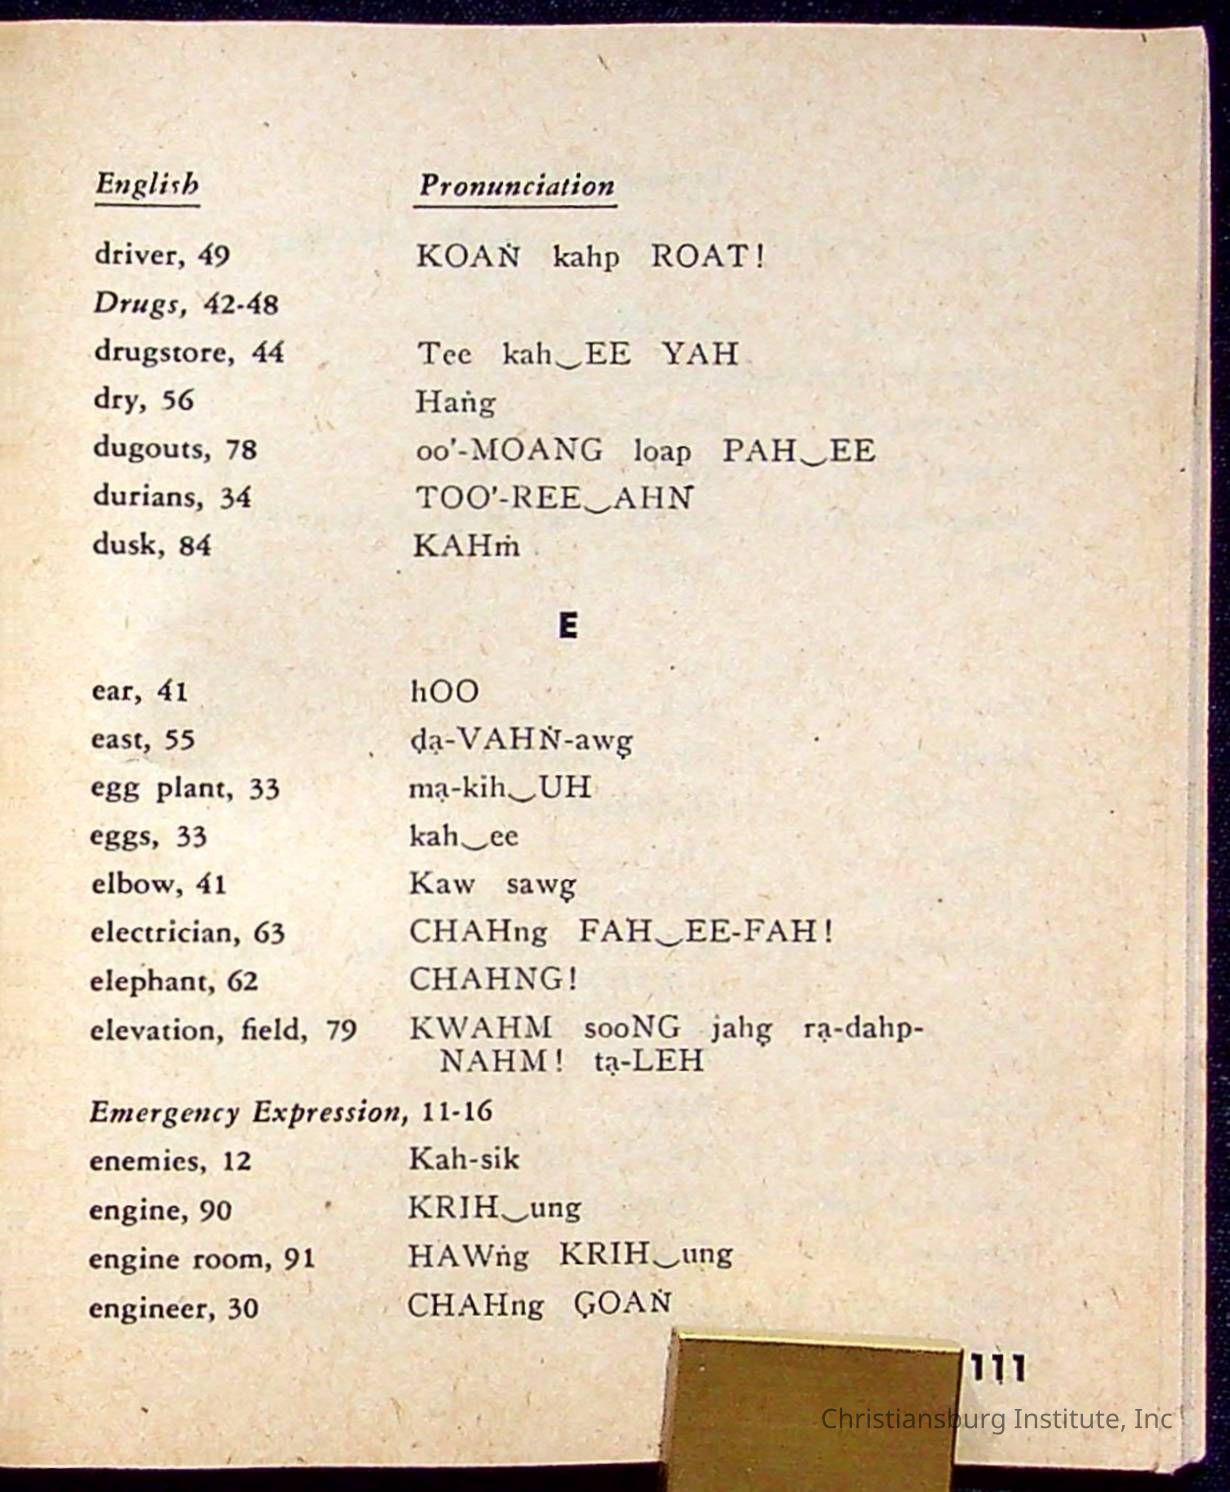 English Pronunciation
driver, 49 KOAṄ kahp ROAT!
Drugs, 42-48
drugstore, 44 Tee kah‿EE YAH
dry, 56 Haṅg
dugouts, 78 oo'-MOANG loap PAH‿EE
durians, 34 TOO'-REE‿AHN
dusk, 84 KAHṁ
E
ear, 41 hOO
east, 55 ḍạ-VAHṄ-awg̣
egg plant, 33 mạ-kih‿UH
eggs, 33 kah‿ee
elbow, 41 Kaw sawg̣
electrician, 63 CHAHng FAH‿EE-FAH!
elephant, 62 CHAHNG!
elevation, field, 79 KWAHM sooNG jahg̣ rạ-dahp-
NAHM! tạ-LEH
Emergency Expression, 11-16
enemies, 12 Kah-sik
engine, 90 KRIH‿ung
engine room, 91 HAWṅg KRIH‿ung
engineer, 30 CHAHng G̣OAṄ
111
Christiansburg Institute, Inc